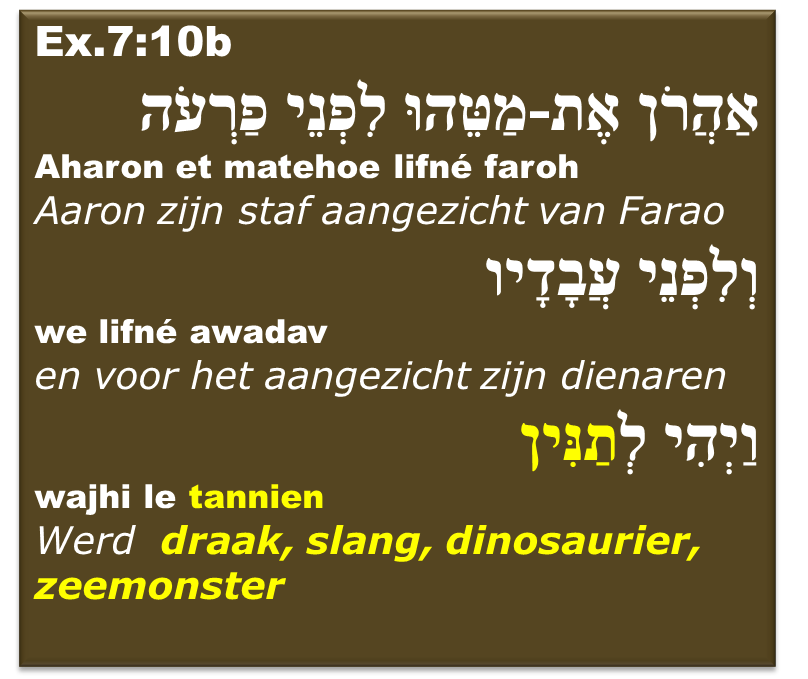 Ex.7:10b
אַהֲרֹן אֶת-מַטֵּהוּ לִפְנֵי פַרְעֹה
Aharon et matehoe lifné faroh
Aaron zijn staf aangezicht van Farao
וְלִפְנֵי עֲבָדָיו
we lifné awadav
en voor het aangezicht zijn dienaren
וַיְהִי לְתַנִּין
wajhi le tannien
Werd draak, slang, dinosaurier,
zeemonster